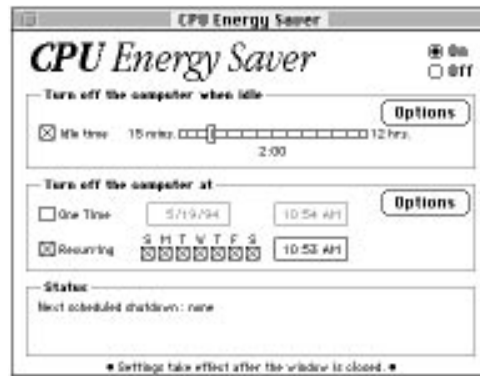 CPU Energy Saver
CPU Energy Saver
On
Off
Turn off the computer when idle
Options
Idle time 15 mins. 12 hrs.
2:00
Turn off the computer at
Options
One Time 5/19/94 10:54 AM
S M T W T F S
Recurring 10:53 AM
Status
Next scheduled shutdown: none
• Settings take effect after the window is closed. •